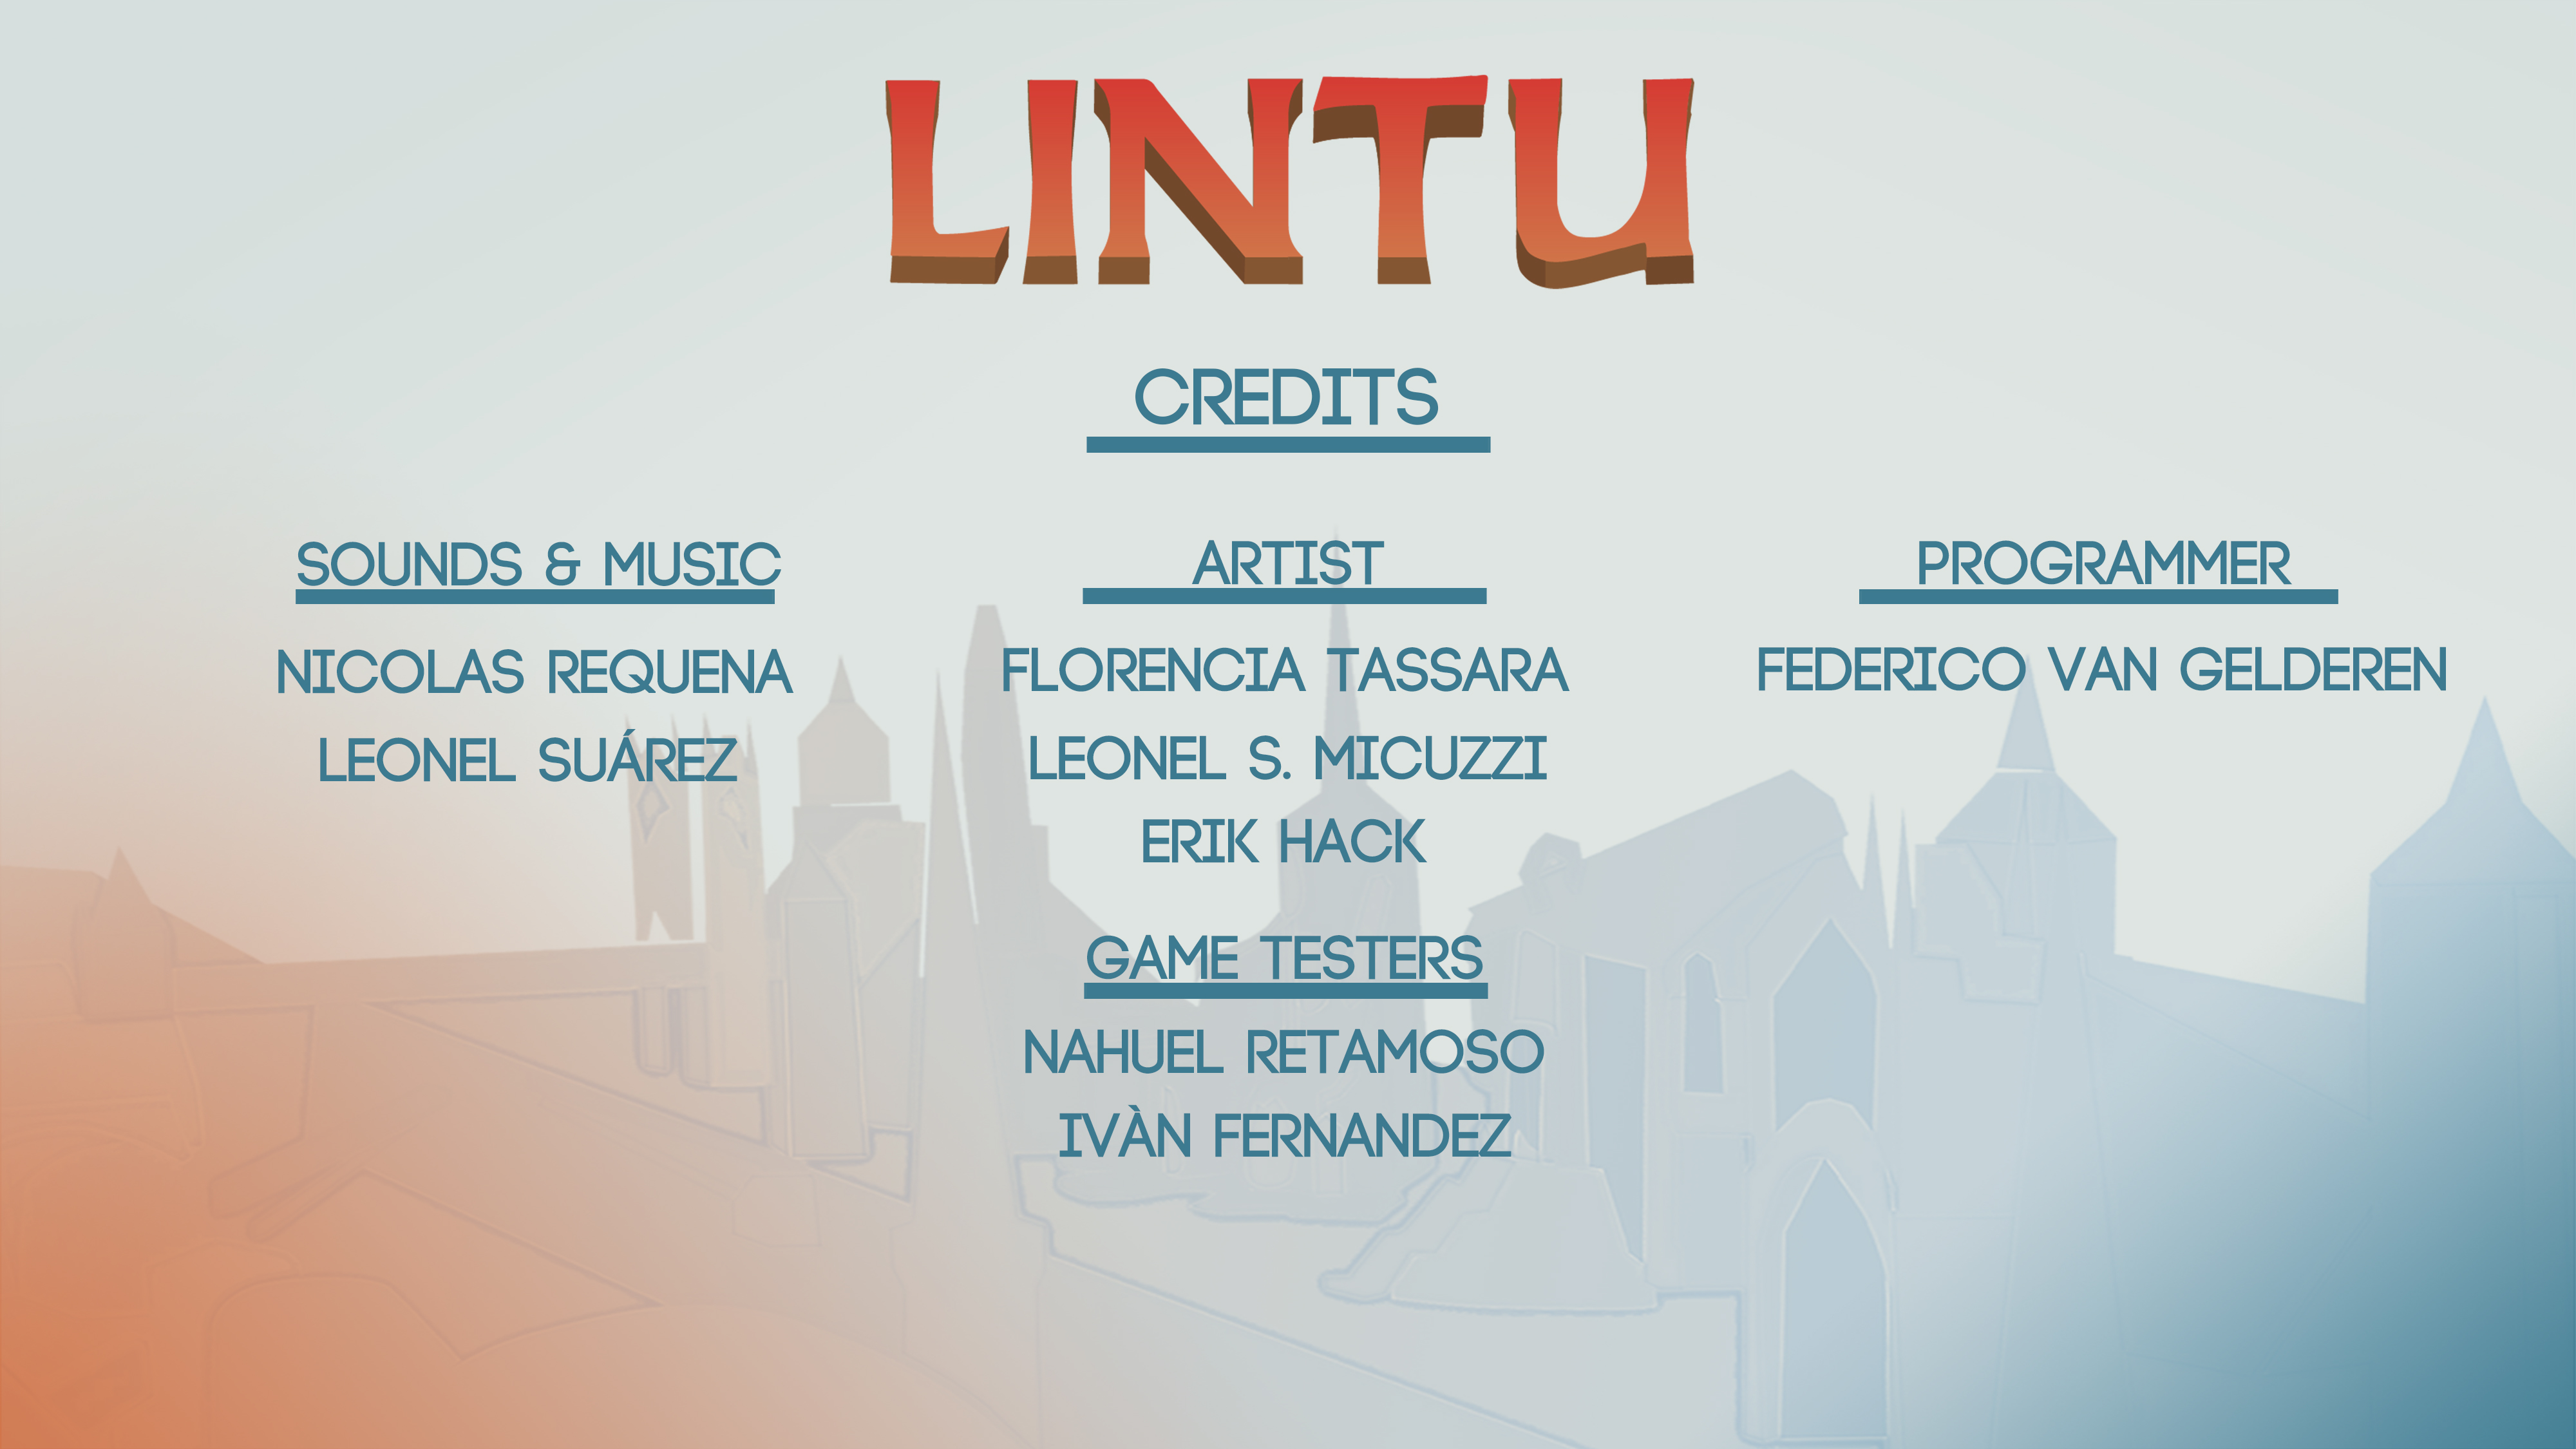 LINTU
CREDITS
SOUNDS & MUSIC
NICOLAS REQUENA
LEONEL SUÁREZ
ARTIST
FLORENCIA TASSARA
LEONEL S. MICUZZI
ERIK HACK
GAME TESTERS
NAHUEL RETAMOSO
IVÀN FERNANDEZ
PROGRAMMER
FEDERICO VAN GELDEREN